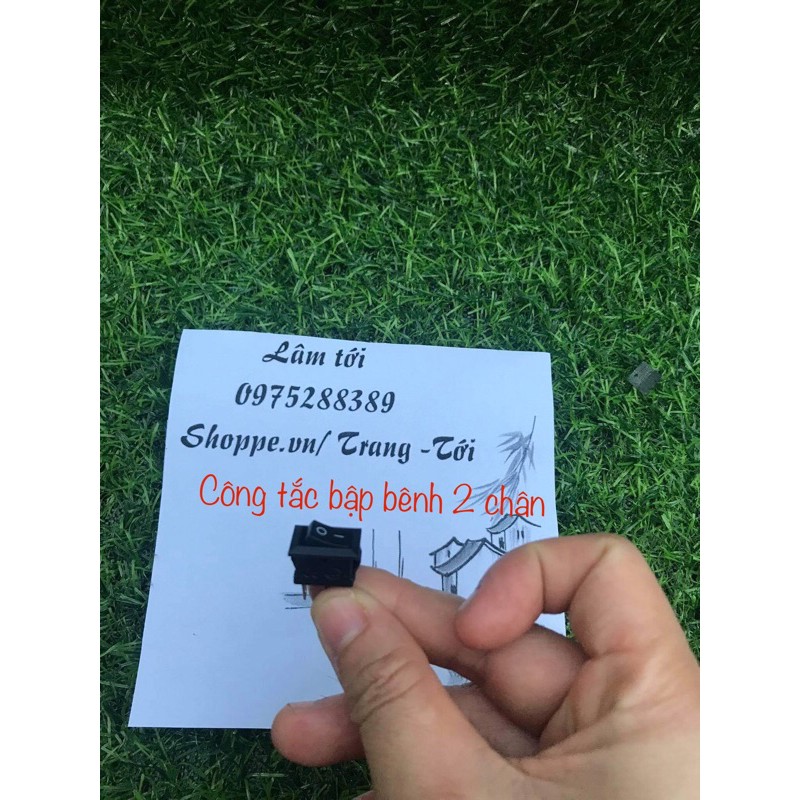 Lâm tới
0975288389
Shoppe.vn/ Trang -Tới
Công tắc bập bênh 2 chân
O –